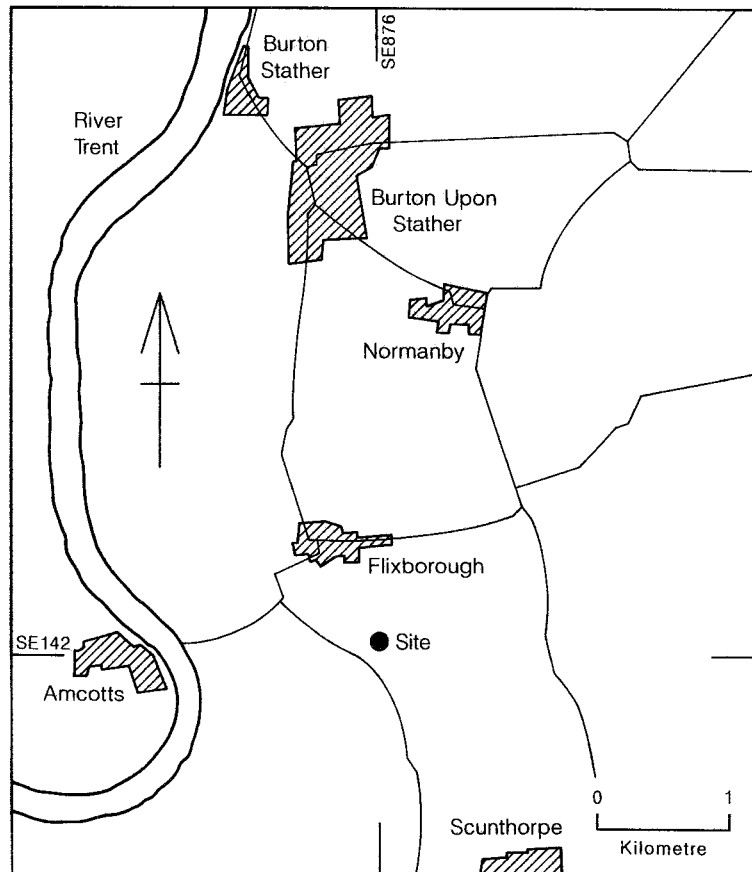 Burton
Stather
SE876
River
Trent
Burton Upon
Stather
Normanby
Flixborough
SE142
Site
Amcotts
0 1
Kilometre
Scunthorpe